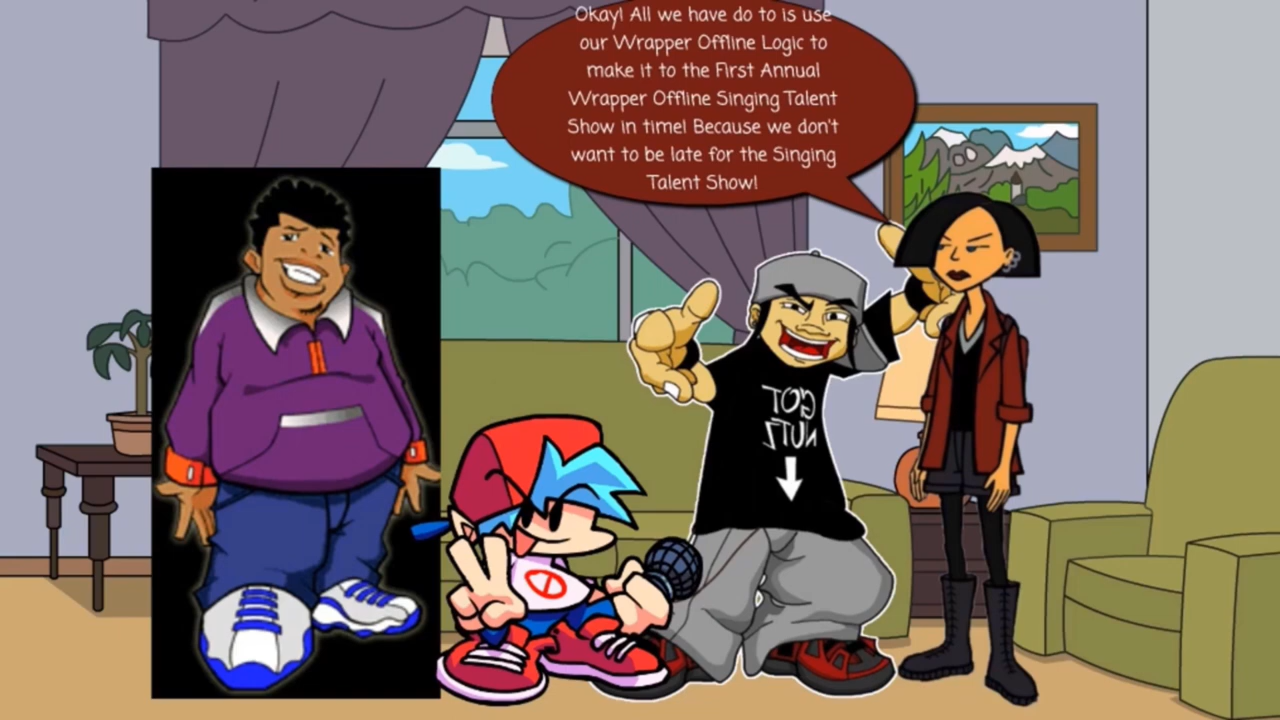 Okay! All we have do to is use
our Wrapper Offline Logic to
make it to the First Annual
Wrapper Offline Singing Talent
Show in time! Because we don't
want to be late for the Singing
Talent Show!
GOT
NUTZ